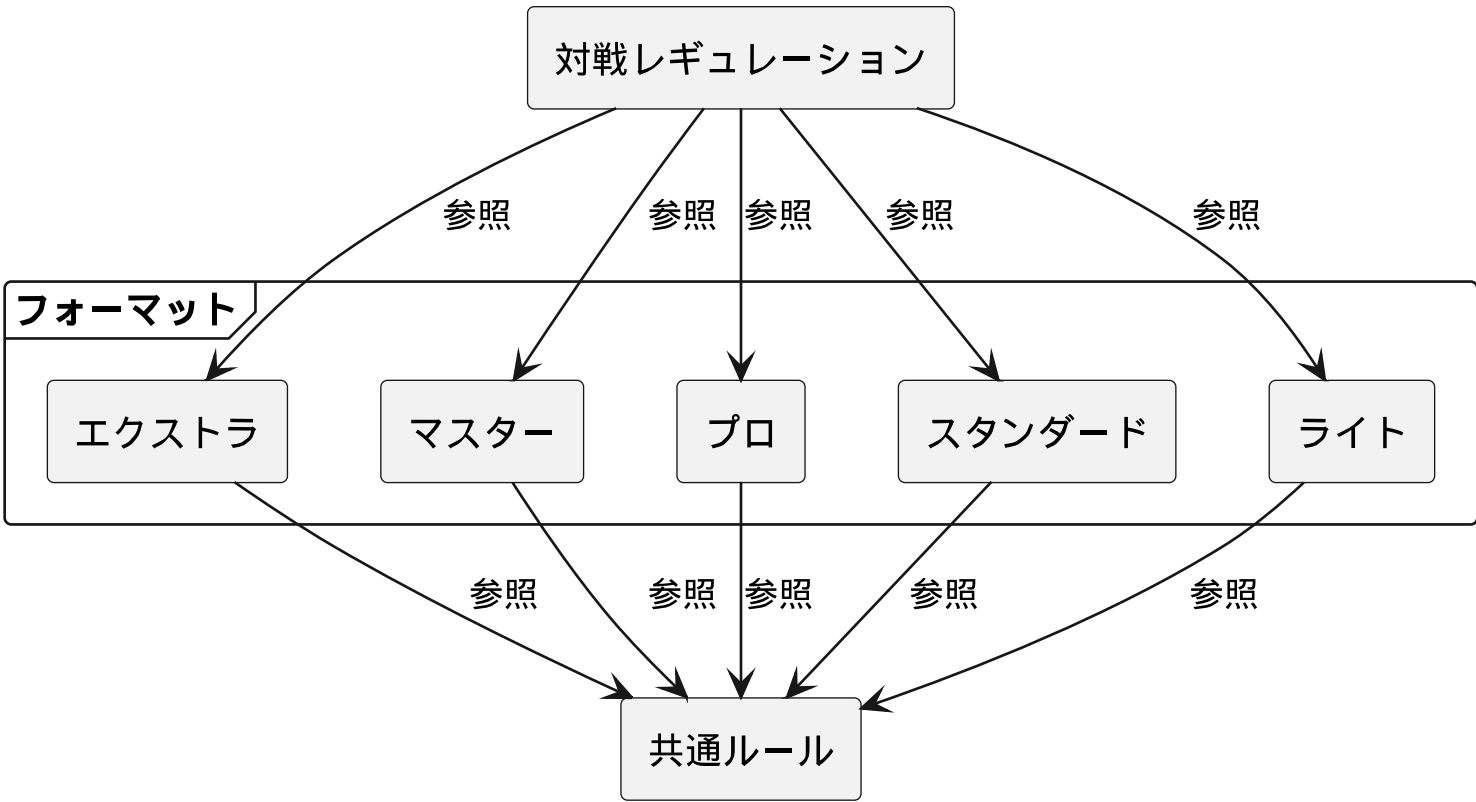 対戦レギュレーション
参照
参照
参照
参照
参照
フォーマット
エクストラ
マスター
プロ
スタンダード
ライト
参照
参照
参照
参照
参照
共通ルール